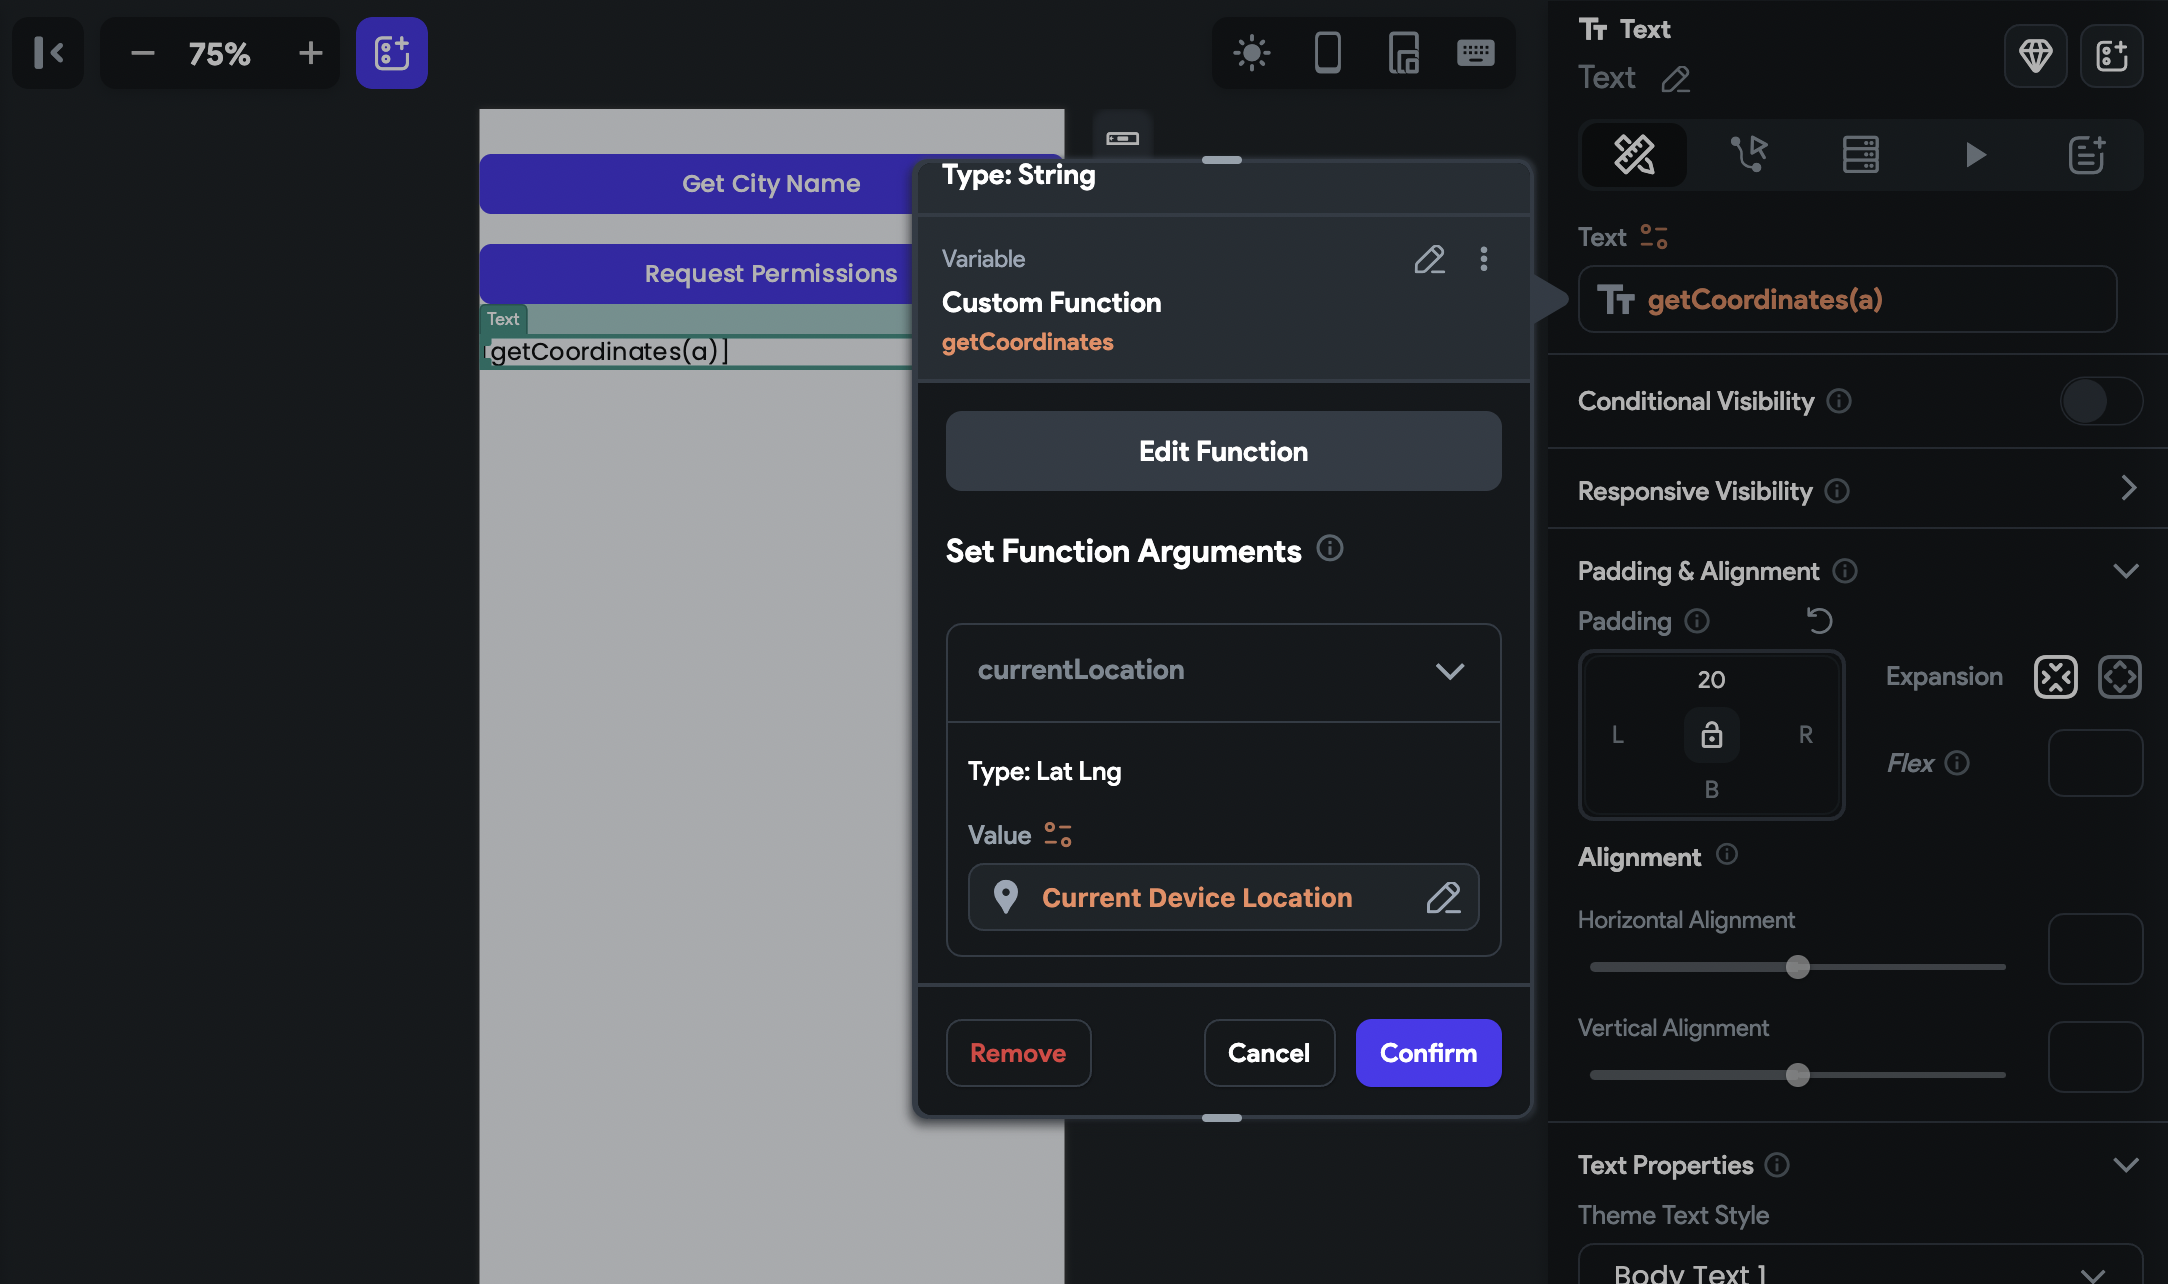 75%
Get City Name
Request Permissions
Text
[getCoordinates(a)]
Type: String
Variable
Custom Function
getCoordinates
Edit Function
Set Function Arguments
currentLocation
Type: Lat Lng
Value
Current Device Location
Remove
Cancel
Confirm
Text
Text
Text
getCoordinates(a)
Conditional Visibility
Responsive Visibility
Padding & Alignment
Padding
20
L
R
B
Expansion
Flex
Alignment
Horizontal Alignment
Vertical Alignment
Text Properties
Theme Text Style
Body Text 1